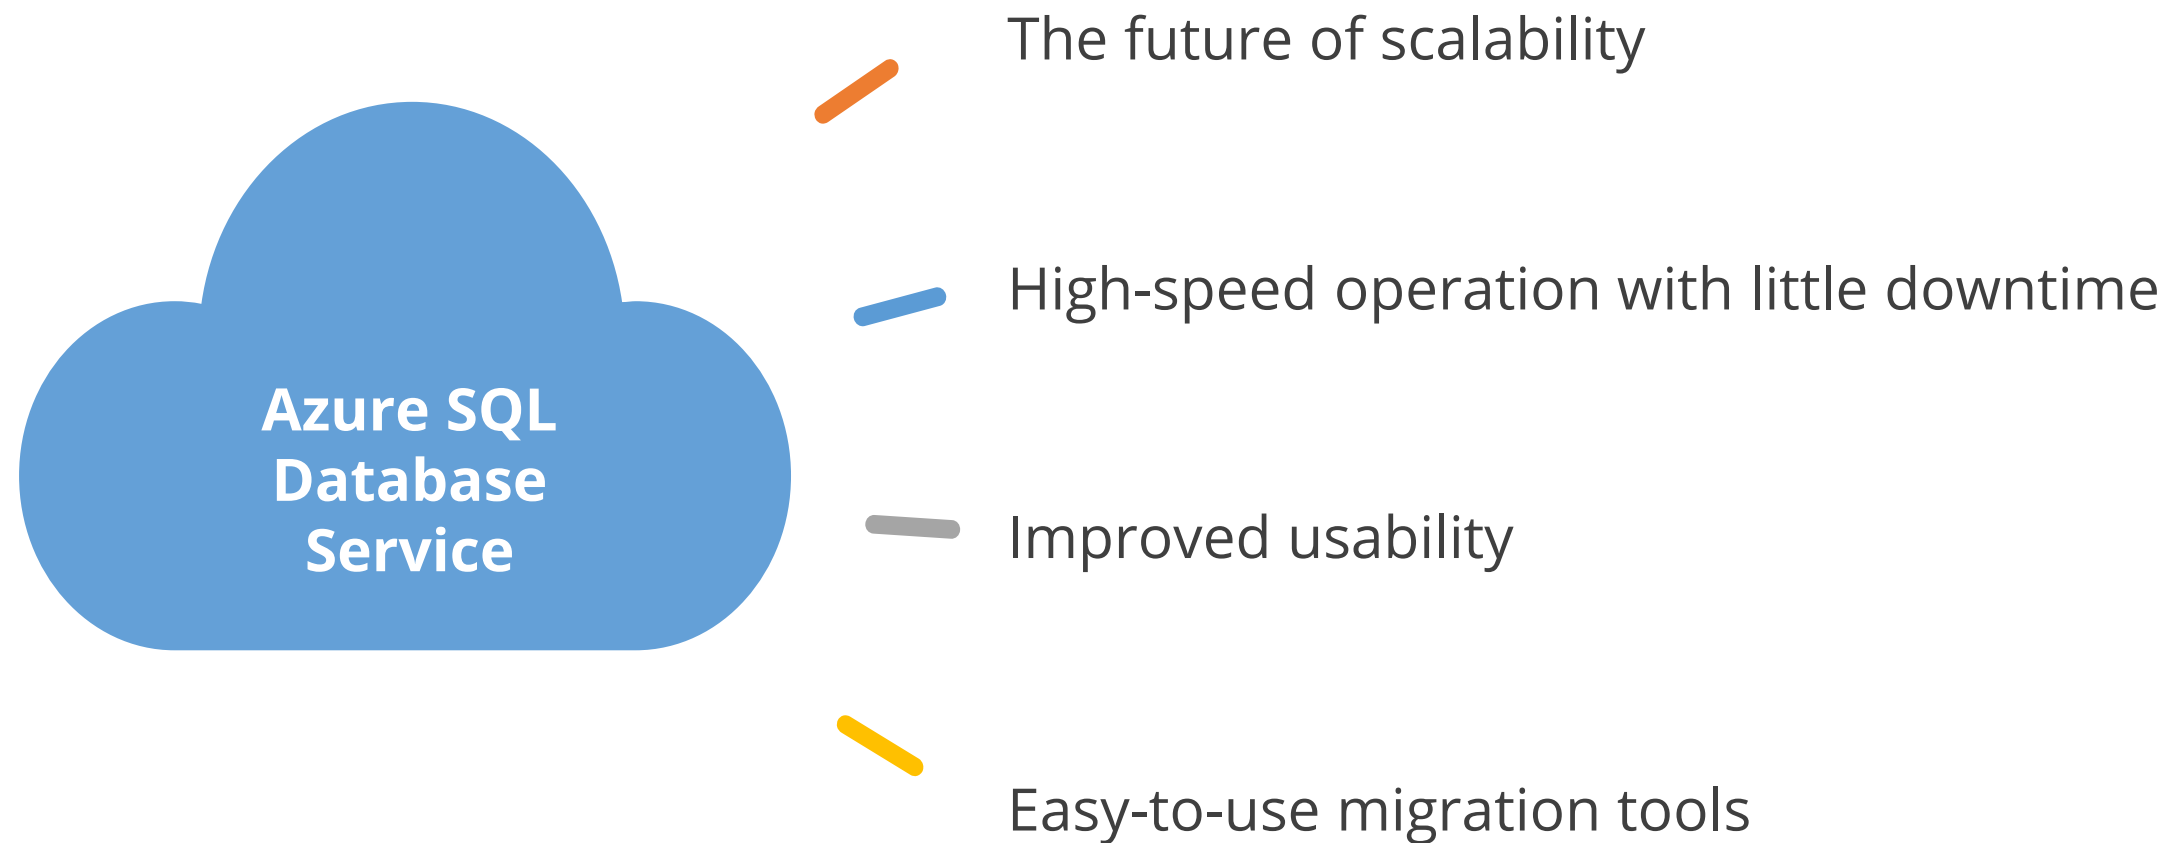 Azure SQL
Database
Service
The future of scalability
High-speed operation with little downtime
Improved usability
Easy-to-use migration tools